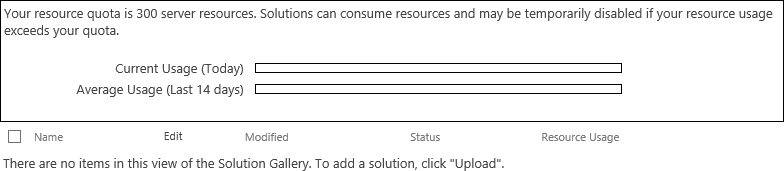 Your resource quota is 300 server resources. Solutions can consume resources and may be temporarily disabled if your resource usage
exceeds your quota.
Current Usage (Today)
Average Usage (Last 14 days)
Name Edit Modified Status Resource Usage
There are no items in this view of the Solution Gallery. To add a solution, click "Upload".